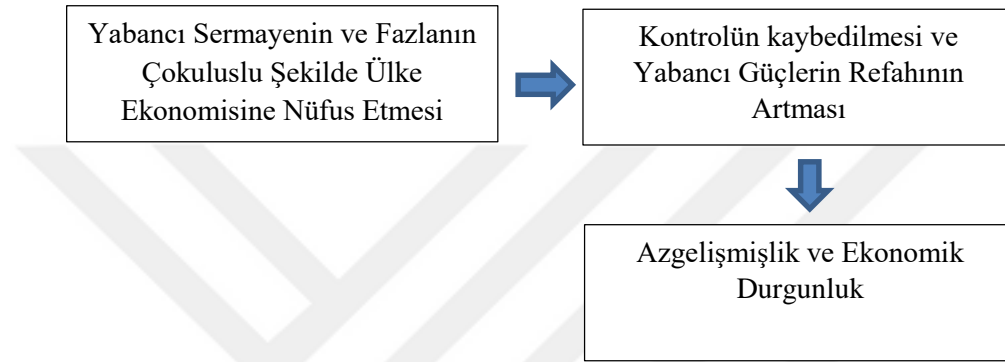 Yabancı Sermayenin ve Fazlanın
Çokuluslu Şekilde Ülke
Ekonomisine Nüfus Etmesi
Kontrolün kaybedilmesi ve
Yabancı Güçlerin Refahının
Artması
Azgelişmişlik ve Ekonomik
Durgunluk